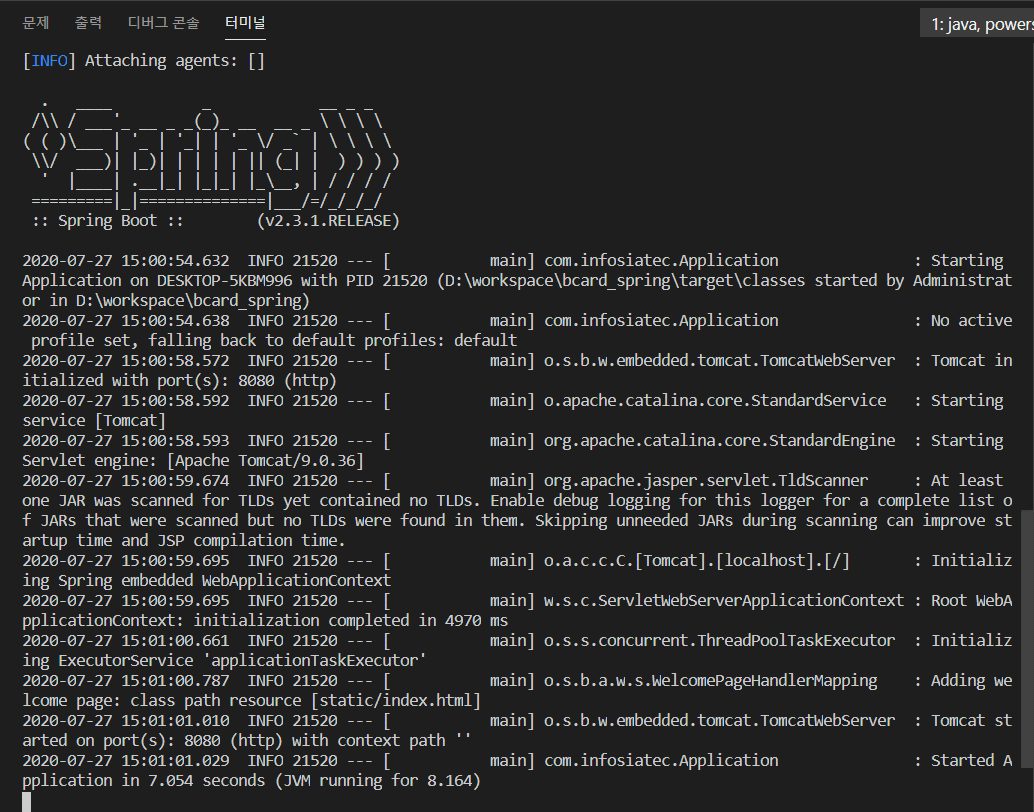 문제 출력 디버그 콘솔 터미널 1: java, powers
[INFO] Attaching agents: []
  .   ____          _            __ _ _
 /\\ / ___'_ __ _ _(_)_ __  __ _ \ \ \ \
( ( )\___ | '_ | '_| | '_ \/ _` | \ \ \ \
 \\/  ___)| |_)| | | | | || (_| |  ) ) ) )
  '  |____| .__|_| |_|_| |_\__, | / / / /
 =========|_|==============|___/=/_/_/_/
 :: Spring Boot ::        (v2.3.1.RELEASE)
2020-07-27 15:00:54.632  INFO 21520 --- [           main] com.infosiatec.Application               : Starting
Application on DESKTOP-5KBM996 with PID 21520 (D:\workspace\bcard_spring\target\classes started by Administrat
or in D:\workspace\bcard_spring)
2020-07-27 15:00:54.638  INFO 21520 --- [           main] com.infosiatec.Application               : No active
 profile set, falling back to default profiles: default
2020-07-27 15:00:58.572  INFO 21520 --- [           main] o.s.b.w.embedded.tomcat.TomcatWebServer  : Tomcat in
itialized with port(s): 8080 (http)
2020-07-27 15:00:58.592  INFO 21520 --- [           main] o.apache.catalina.core.StandardService   : Starting
service [Tomcat]
2020-07-27 15:00:58.593  INFO 21520 --- [           main] org.apache.catalina.core.StandardEngine  : Starting
Servlet engine: [Apache Tomcat/9.0.36]
2020-07-27 15:00:59.674  INFO 21520 --- [           main] org.apache.jasper.servlet.TldScanner     : At least
one JAR was scanned for TLDs yet contained no TLDs. Enable debug logging for this logger for a complete list o
f JARs that were scanned but no TLDs were found in them. Skipping unneeded JARs during scanning can improve st
artup time and JSP compilation time.
2020-07-27 15:00:59.695  INFO 21520 --- [           main] o.a.c.c.C.[Tomcat].[localhost].[/]       : Initializ
ing Spring embedded WebApplicationContext
2020-07-27 15:00:59.695  INFO 21520 --- [           main] w.s.c.ServletWebServerApplicationContext : Root WebA
pplicationContext: initialization completed in 4970 ms
2020-07-27 15:01:00.661  INFO 21520 --- [           main] o.s.s.concurrent.ThreadPoolTaskExecutor  : Initializ
ing ExecutorService 'applicationTaskExecutor'
2020-07-27 15:01:00.787  INFO 21520 --- [           main] o.s.b.a.w.s.WelcomePageHandlerMapping    : Adding we
lcome page: class path resource [static/index.html]
2020-07-27 15:01:01.010  INFO 21520 --- [           main] o.s.b.w.embedded.tomcat.TomcatWebServer  : Tomcat st
arted on port(s): 8080 (http) with context path ''
2020-07-27 15:01:01.029  INFO 21520 --- [           main] com.infosiatec.Application               : Started A
pplication in 7.054 seconds (JVM running for 8.164)